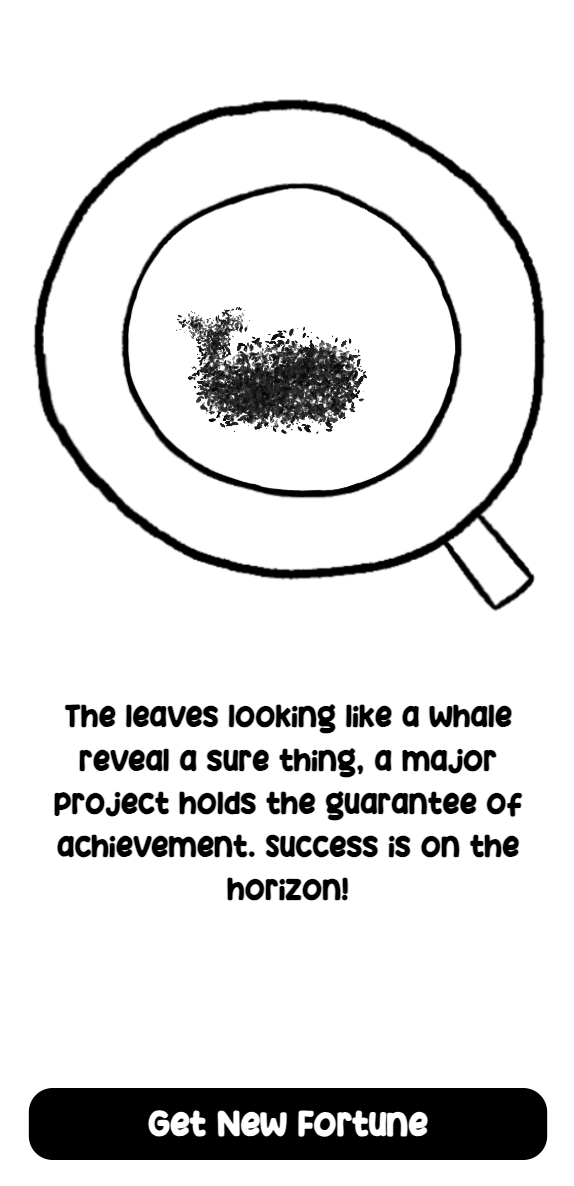 The leaves looking like a whale
reveal a sure thing, a major
project holds the guarantee of
achievement. Success is on the
horizon!
Get New Fortune